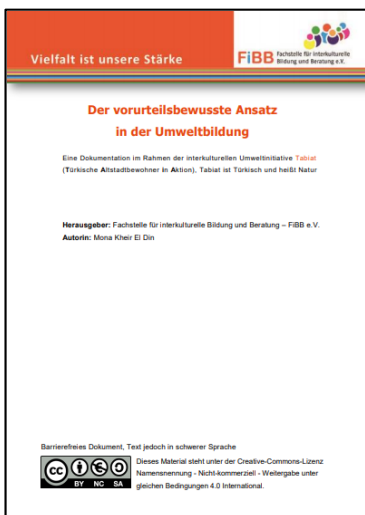 Vielfalt ist unsere Stärke
FiBB Fachstelle für interkulturelle
Bildung und Beratung e.V.
Der vorurteilsbewusste Ansatz
in der Umweltbildung
Eine Dokumentation im Rahmen der interkulturellen Umweltinitiative Tabiat
(Türkische Altstadtbewohner in Aktion), Tabiat ist Türkisch und heißt Natur
Herausgeber: Fachstelle für interkulturelle Bildung und Beratung – FiBB e.V.
Autorin: Mona Kheir El Din
Barrierefreies Dokument, Text jedoch in schwerer Sprache
Dieses Material steht unter der Creative-Commons-Lizenz
Namensnennung - Nicht-kommerziell - Weitergabe unter
gleichen Bedingungen 4.0 International.
cc
BY NC SA